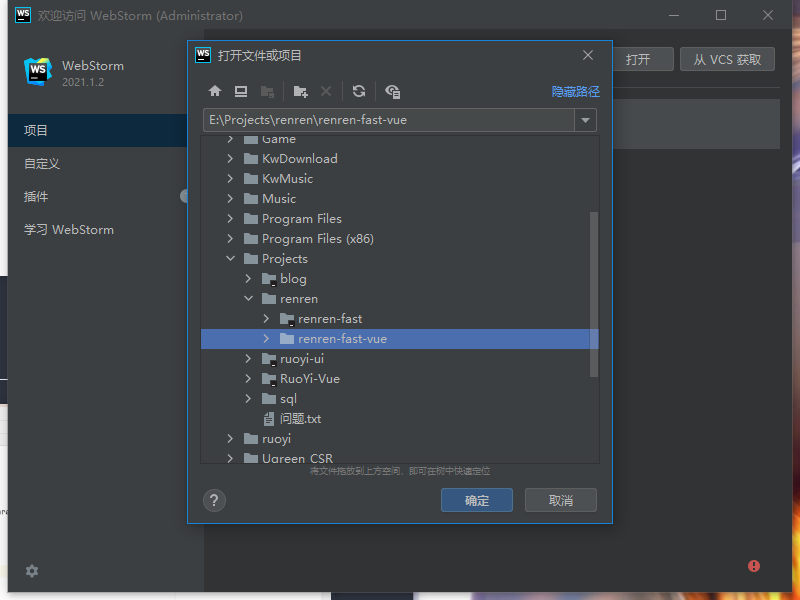 WS 欢迎访问 WebStorm (Administrator)
WS WebStorm
2021.1.2
打开
从 VCS 获取
项目
自定义
插件
学习 WebStorm
WS 打开文件或项目
隐藏路径
E:\Projects\renren\renren-fast-vue
Game
KwDownload
KwMusic
Music
Program Files
Program Files (x86)
Projects
blog
renren
renren-fast
renren-fast-vue
ruoyi-ui
RuoYi-Vue
sql
问题.txt
ruoyi
Ugreen CSR
将文件拖放到上方空间，即可在树中快速定位
?
确定
取消